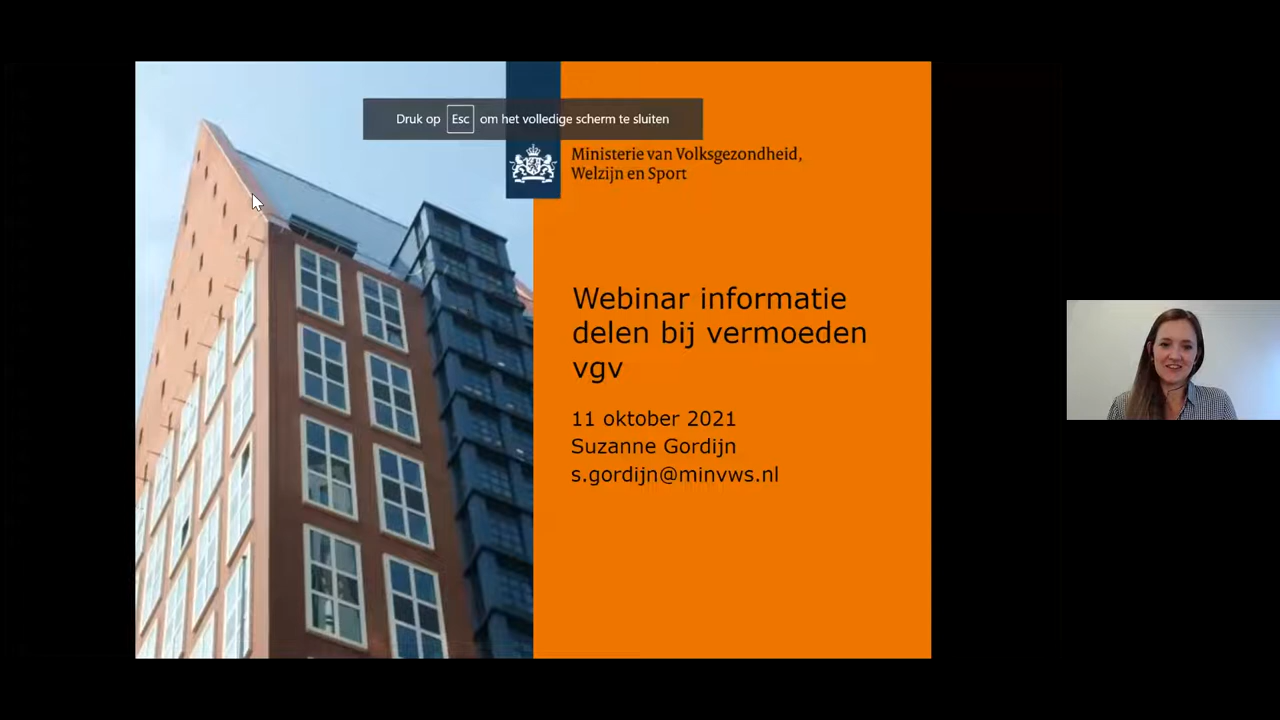 Druk op Esc om het volledige scherm te sluiten
Ministerie van Volksgezondheid,
Welzijn en Sport
Webinar informatie
delen bij vermoeden
vgv
11 oktober 2021
Suzanne Gordijn
s.gordijn@minvws.nl